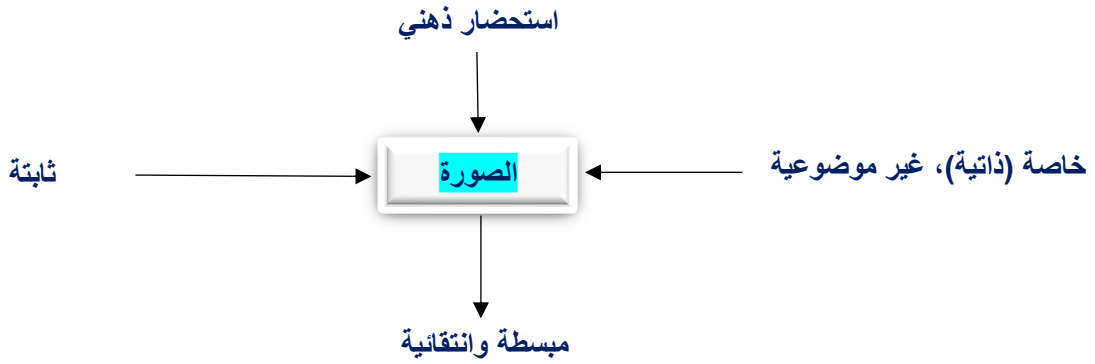 استحضار ذهني
خاصة (ذاتية)، غير موضوعية
الصورة
ثابتة
مبسطة وانتقائية